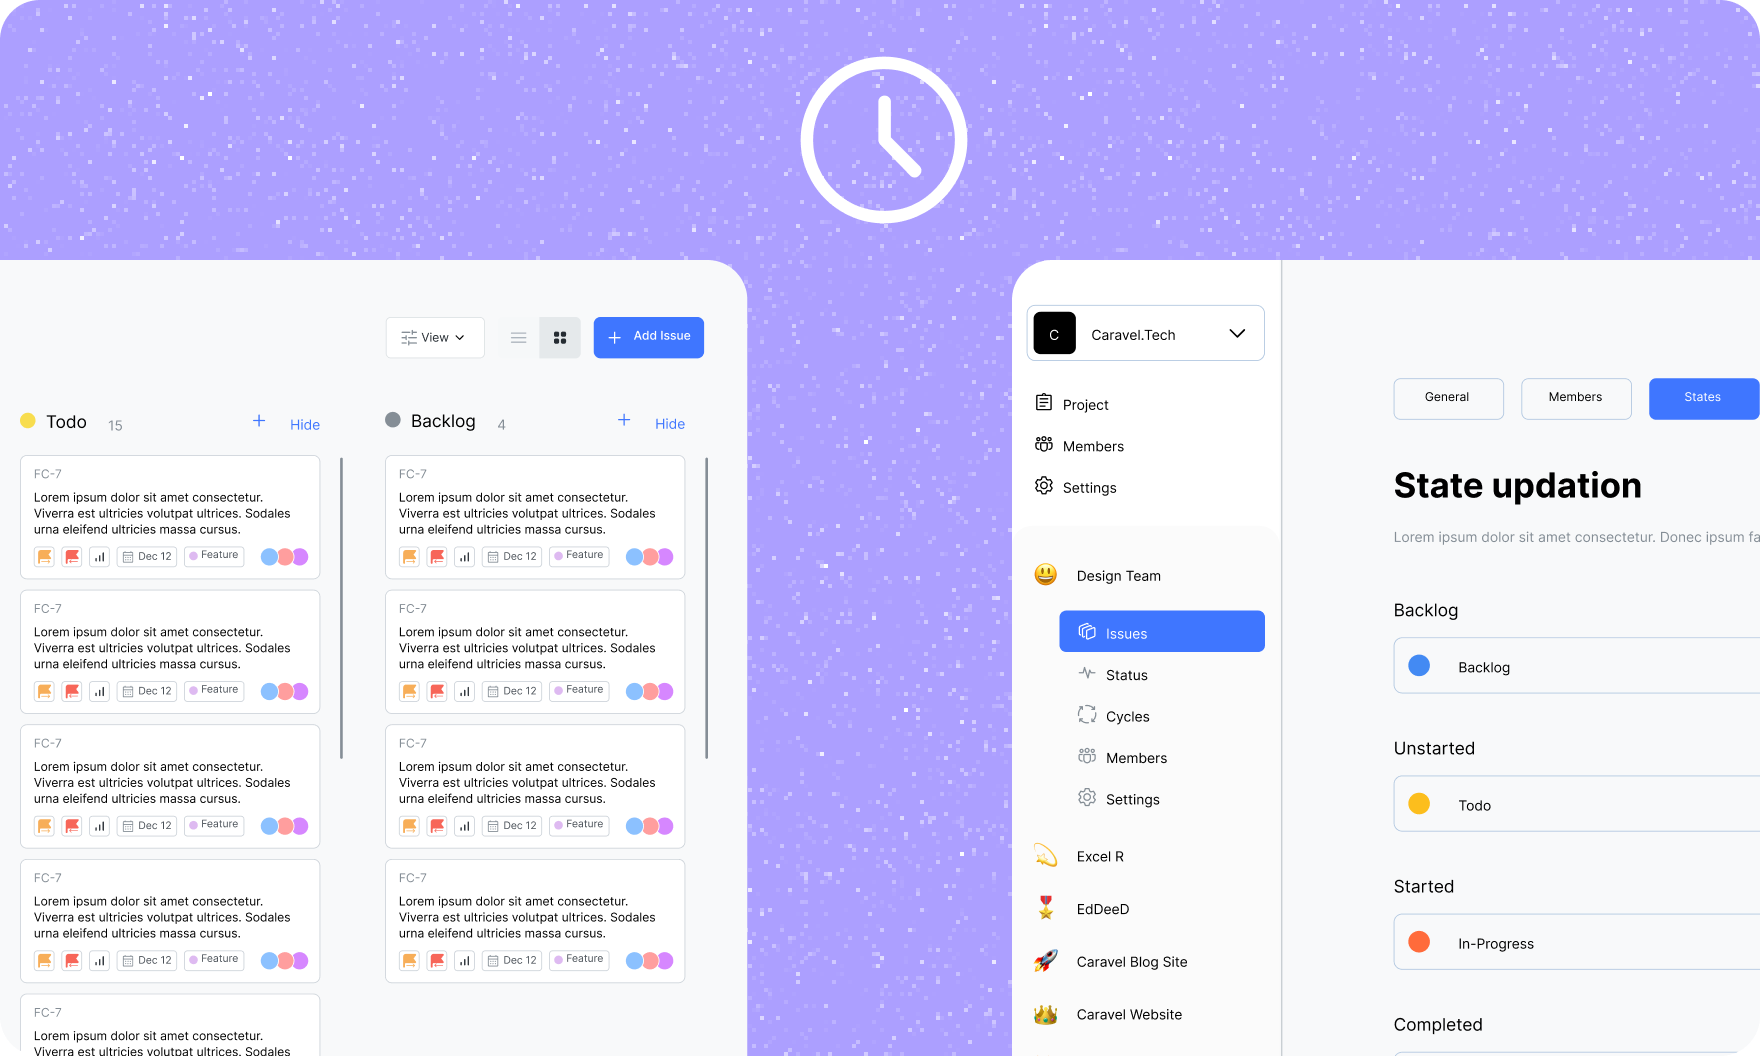 View
Add Issue
Todo 15 Hide
Backlog 4 Hide
FC-7
Lorem ipsum dolor sit amet consectetur.
Viverra est ultricies volutpat ultrices. Sodales
urna eleifend ultricies massa cursus.
Dec 12 Feature
FC-7
Lorem ipsum dolor sit amet consectetur.
Viverra est ultricies volutpat ultrices. Sodales
urna eleifend ultricies massa cursus.
Dec 12 Feature
FC-7
Lorem ipsum dolor sit amet consectetur.
Viverra est ultricies volutpat ultrices. Sodales
urna eleifend ultricies massa cursus.
Dec 12 Feature
FC-7
Lorem ipsum dolor sit amet consectetur.
Viverra est ultricies volutpat ultrices. Sodales
urna eleifend ultricies massa cursus.
Dec 12 Feature
FC-7
Lorem ipsum dolor sit amet consectetur.
Viverra est ultricies volutpat ultrices. Sodales
FC-7
Lorem ipsum dolor sit amet consectetur.
Viverra est ultricies volutpat ultrices. Sodales
urna eleifend ultricies massa cursus.
Dec 12 Feature
FC-7
Lorem ipsum dolor sit amet consectetur.
Viverra est ultricies volutpat ultrices. Sodales
urna eleifend ultricies massa cursus.
Dec 12 Feature
FC-7
Lorem ipsum dolor sit amet consectetur.
Viverra est ultricies volutpat ultrices. Sodales
urna eleifend ultricies massa cursus.
Dec 12 Feature
FC-7
Lorem ipsum dolor sit amet consectetur.
Viverra est ultricies volutpat ultrices. Sodales
urna eleifend ultricies massa cursus.
Dec 12 Feature
C Caravel.Tech
Project
Members
Settings
Design Team
Issues
Status
Cycles
Members
Settings
Excel R
EdDeeD
Caravel Blog Site
Caravel Website
General Members States
State updation
Lorem ipsum dolor sit amet consectetur. Donec ipsum fa
Backlog
Backlog
Unstarted
Todo
Started
In-Progress
Completed